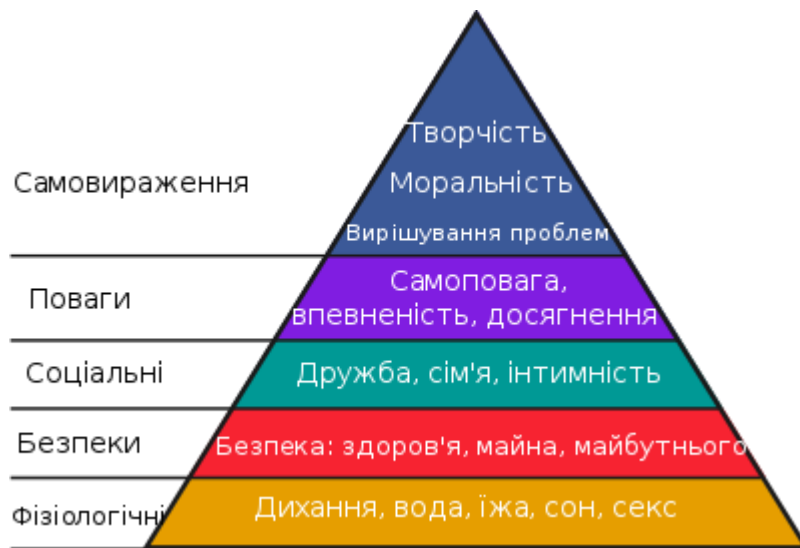 Творчість
Самовираження
Моральність
Вирішування проблем
Поваги
Самоповага,
впевненість, досягнення
Соціальні
Дружба, сім'я, інтимність
Безпеки
Безпека: здоров'я, майна, майбутнього
Фізіологічні
Дихання, вода, їжа, сон, секс